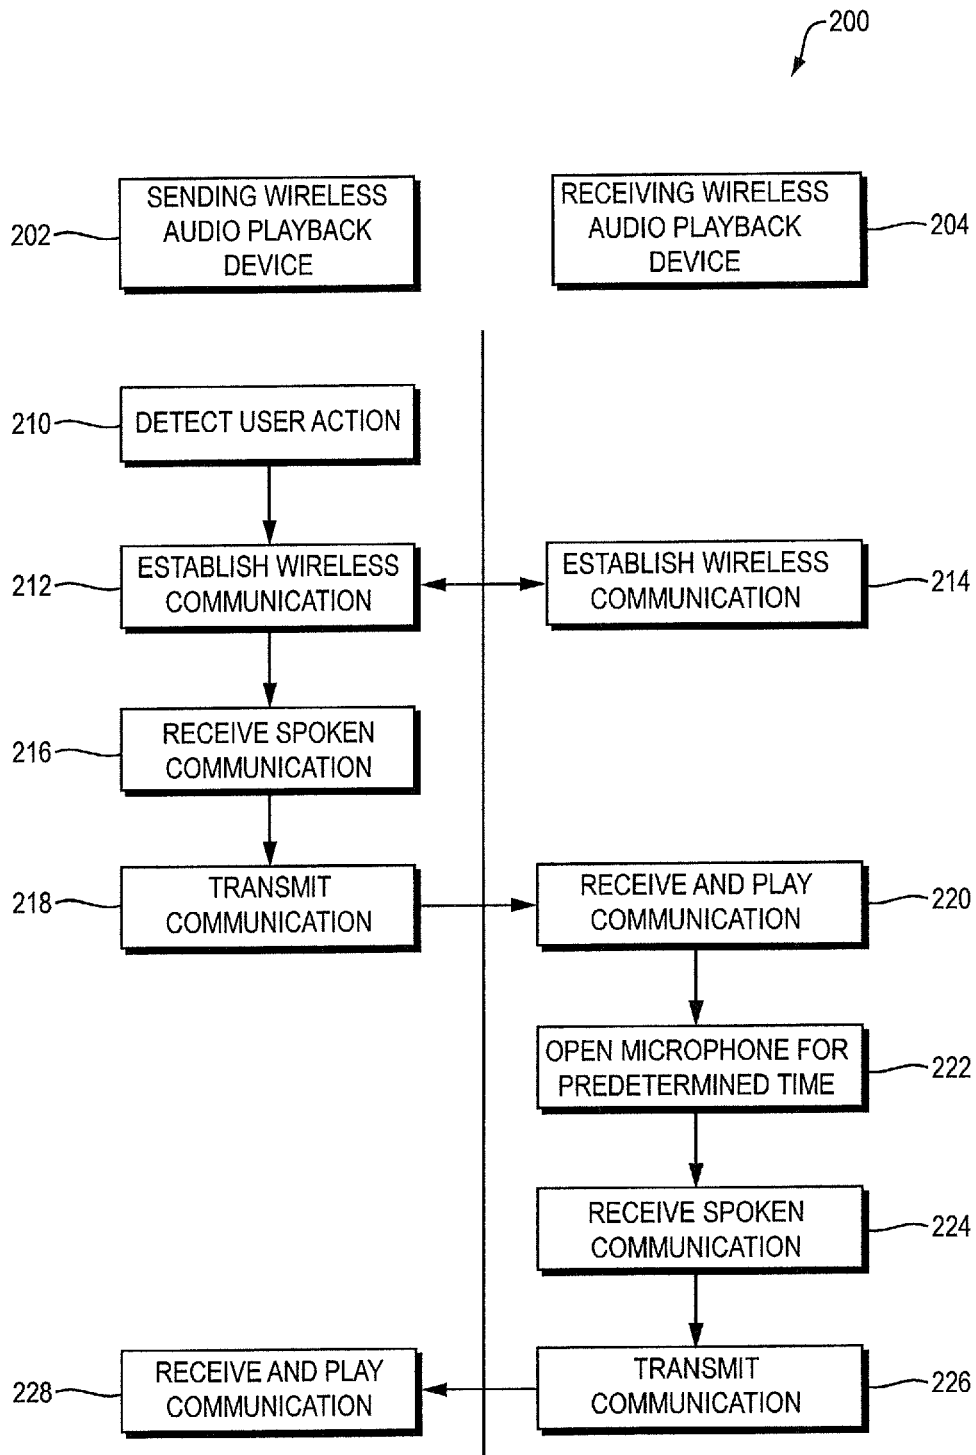 200
SENDING WIRELESS
AUDIO PLAYBACK
DEVICE
202
RECEIVING WIRELESS
AUDIO PLAYBACK
DEVICE
204
210
DETECT USER ACTION
212
ESTABLISH WIRELESS
COMMUNICATION
ESTABLISH WIRELESS
COMMUNICATION
214
216
RECEIVE SPOKEN
COMMUNICATION
218
TRANSMIT
COMMUNICATION
RECEIVE AND PLAY
COMMUNICATION
220
OPEN MICROPHONE FOR
PREDETERMINED TIME
222
RECEIVE SPOKEN
COMMUNICATION
224
228
RECEIVE AND PLAY
COMMUNICATION
TRANSMIT
COMMUNICATION
226